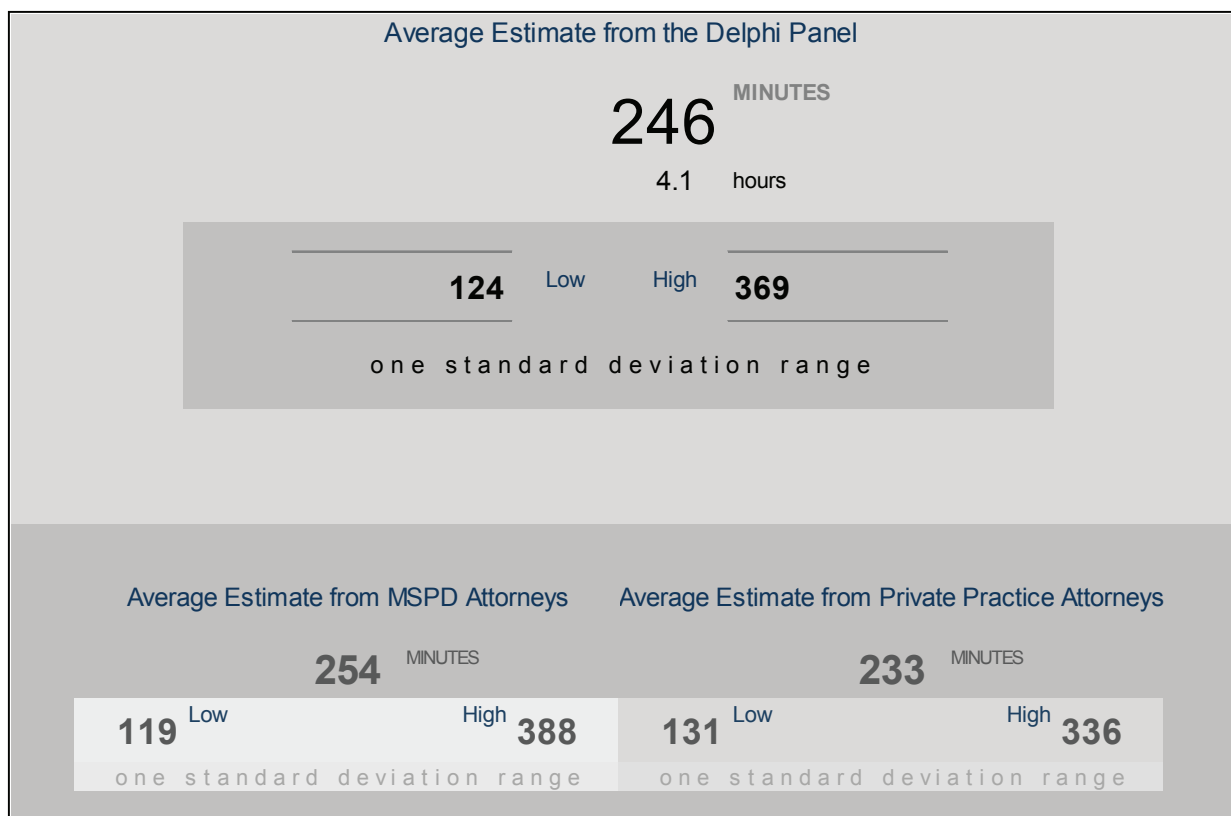 Average Estimate from the Delphi Panel
246 MINUTES
4.1 hours
124 Low High 369
one standard deviation range
Average Estimate from MSPD Attorneys
254 MINUTES
119 Low High 388
one standard deviation range
Average Estimate from Private Practice Attorneys
233 MINUTES
131 Low High 336
one standard deviation range